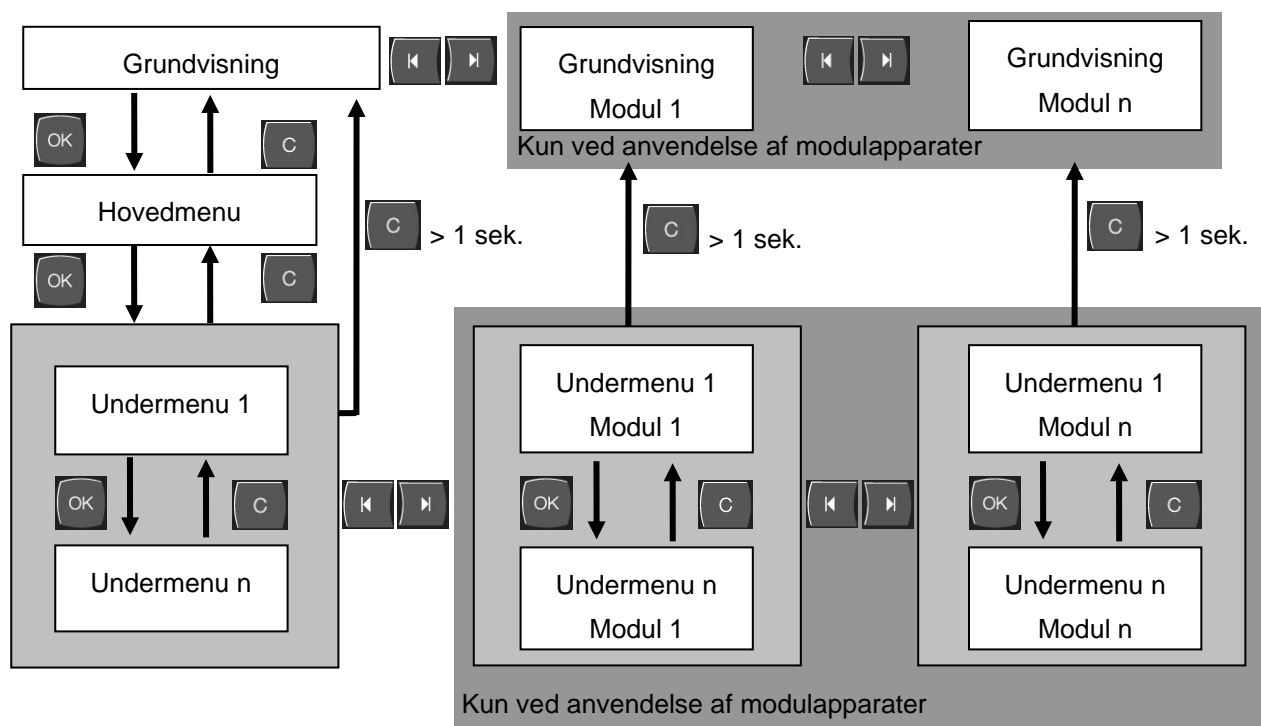 Grundvisning
Grundvisning
Modul 1
Grundvisning
Modul n
Kun ved anvendelse af modulapparater
OK
C
Hovedmenu
C
> 1 sek.
C
> 1 sek.
C
> 1 sek.
OK
C
Undermenu 1
Undermenu 1
Modul 1
Undermenu 1
Modul n
OK
C
OK
C
OK
C
Undermenu n
Undermenu n
Modul 1
Undermenu n
Modul n
Kun ved anvendelse af modulapparater